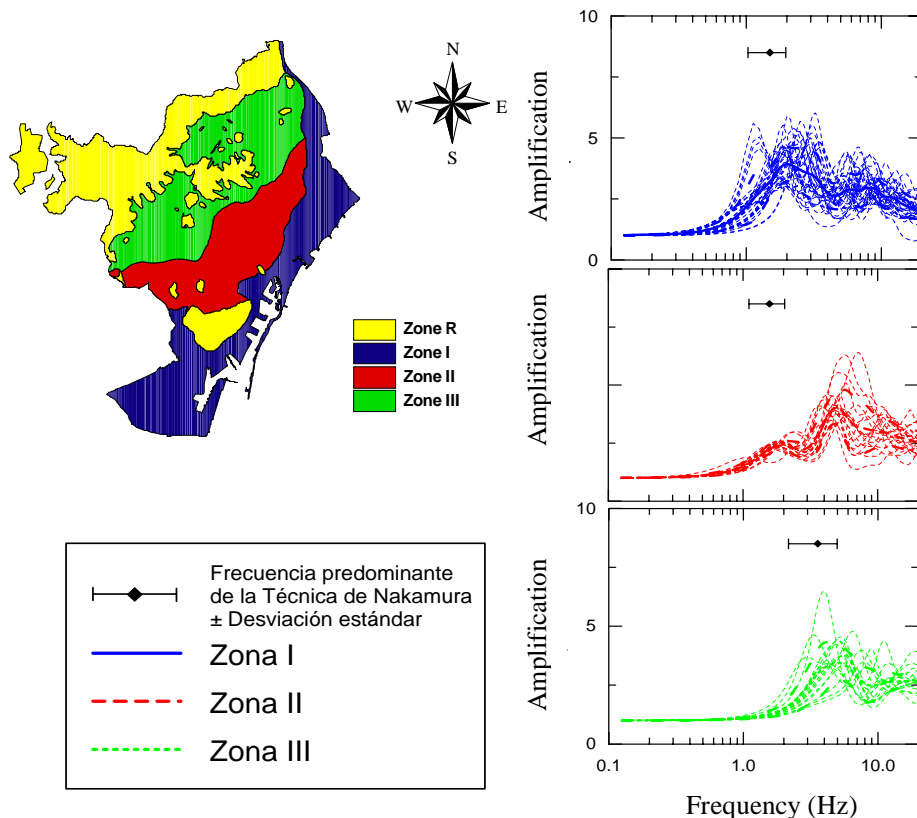 N
W
E
S
Zone R
Zone I
Zone II
Zone III
Frecuencia predominante
de la Técnica de Nakamura
± Desviación estándar
Zona I
Zona II
Zona III
10
5
0
Amplification
Amplification
10
5
0
Amplification
0.1
1.0
10.0
Frequency (Hz)